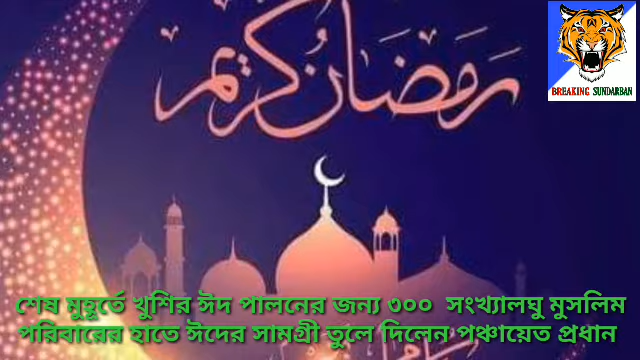 رمضان كريم
BREAKING SUNDARBAN
শেষ মুহূর্তে খুশির ঈদ পালনের জন্য ৩০০ সংখ্যালঘু মুসলিম
পরিবারের হাতে ঈদের সামগ্রী তুলে দিলেন পঞ্চায়েত প্রধান